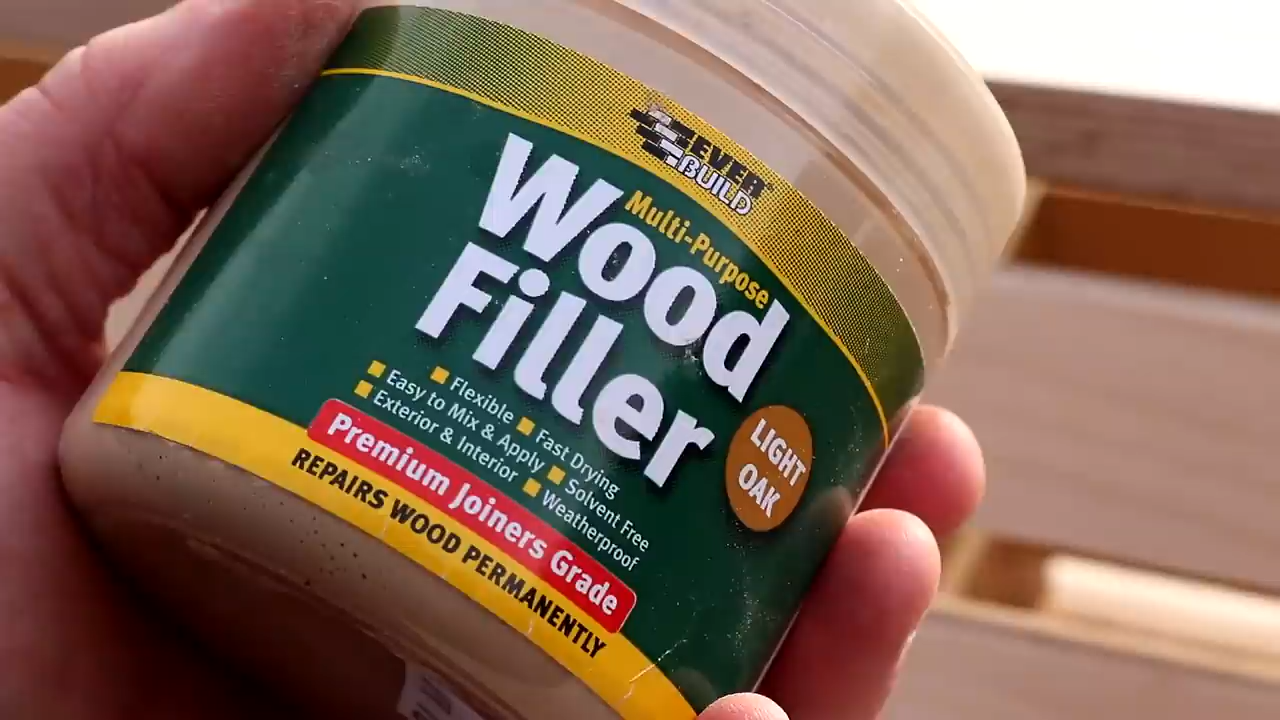 EVER
BUILD
Multi-Purpose
Wood
Filler
Flexible Fast Drying
Easy to Mix & Apply Solvent Free
Exterior & Interior Weatherproof
LIGHT
OAK
Premium Joiners Grade
REPAIRS WOOD PERMANENTLY